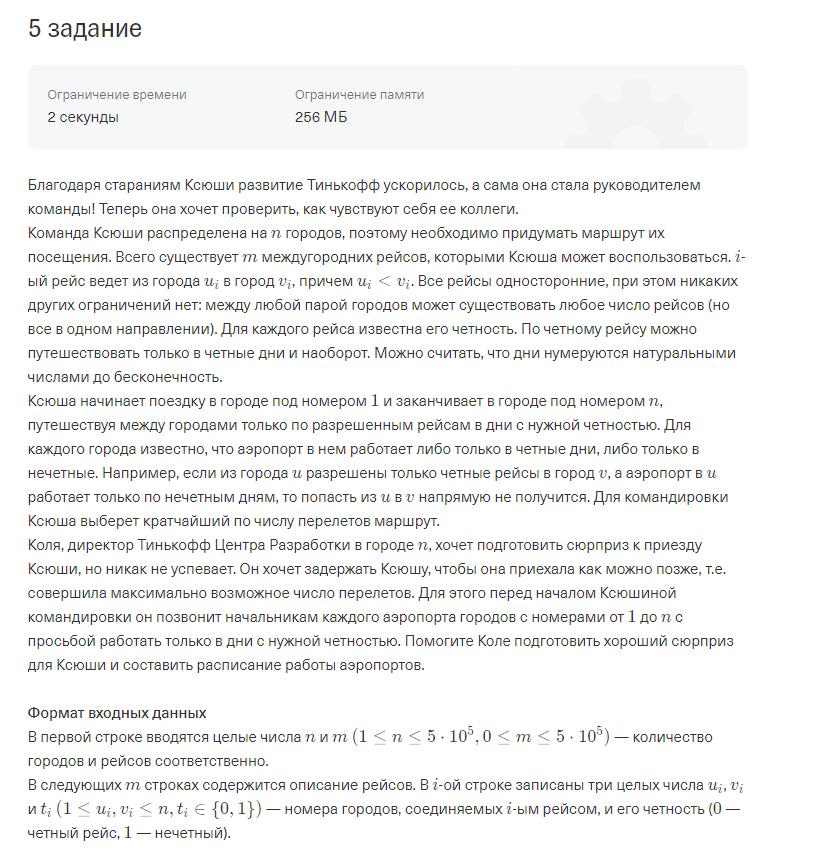 5 задание
Ограничение времени
Ограничение памяти
2 секунды
256 МБ
Благодаря стараниям Ксюши развитие Тинькофф ускорилось, а сама она стала руководителем
команды! Теперь она хочет проверить, как чувствуют себя ее коллеги.
Команда Ксюши распределена на n городов, поэтому необходимо придумать маршрут их
посещения. Всего существует m междугородних рейсов, которыми Ксюша может воспользоваться. i-
ый рейс ведет из города u_i в город v_i, причем u_i < v_i. Все рейсы односторонние, при этом никаких
других ограничений нет: между любой парой городов может существовать любое число рейсов (но
все в одном направлении). Для каждого рейса известна его четность. По четному рейсу можно
путешествовать только в четные дни и наоборот. Можно считать, что дни нумеруются натуральными
числами до бесконечность.
Ксюша начинает поездку в городе под номером 1 и заканчивает в городе под номером n,
путешествуя между городами только по разрешенным рейсам в дни с нужной четностью. Для
каждого города известно, что аэропорт в нем работает либо только в четные дни, либо только в
нечетные. Например, если из города u разрешены только четные рейсы в город v, а аэропорт в u
работает только по нечетным дням, то попасть из u в v напрямую не получится. Для командировки
Ксюша выберет кратчайший по числу перелетов маршрут.
Коля, директор Тинькофф Центра Разработки в городе n, хочет подготовить сюрприз к приезду
Ксюши, но никак не успевает. Он хочет задержать Ксюшу, чтобы она приехала как можно позже, т.е.
совершила максимально возможное число перелетов. Для этого перед началом Ксюшиной
командировки он позвонит начальникам каждого аэропорта городов с номерами от 1 до n с
просьбой работать только в дни с нужной четностью. Помогите Коле подготовить хороший сюрприз
для Ксюши и составить расписание работы аэропортов.
Формат входных данных
В первой строке вводятся целые числа n и m (1 ≤ n ≤ 5 · 10^5, 0 ≤ m ≤ 5 · 10^5) — количество
городов и рейсов соответственно.
В следующих m строках содержится описание рейсов. В i-ой строке записаны три целых числа u_i, v_i
и t_i (1 ≤ u_i, v_i ≤ n, t_i ∈ {0, 1}) — номера городов, соединяемых i-ым рейсом, и его четность (0 —
четный рейс, 1 — нечетный).